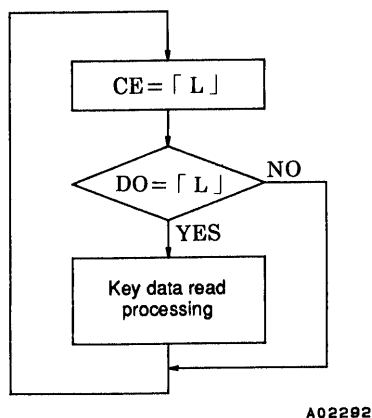 CE=「L」
DO=「L」
NO
YES
Key data read
processing
A02292